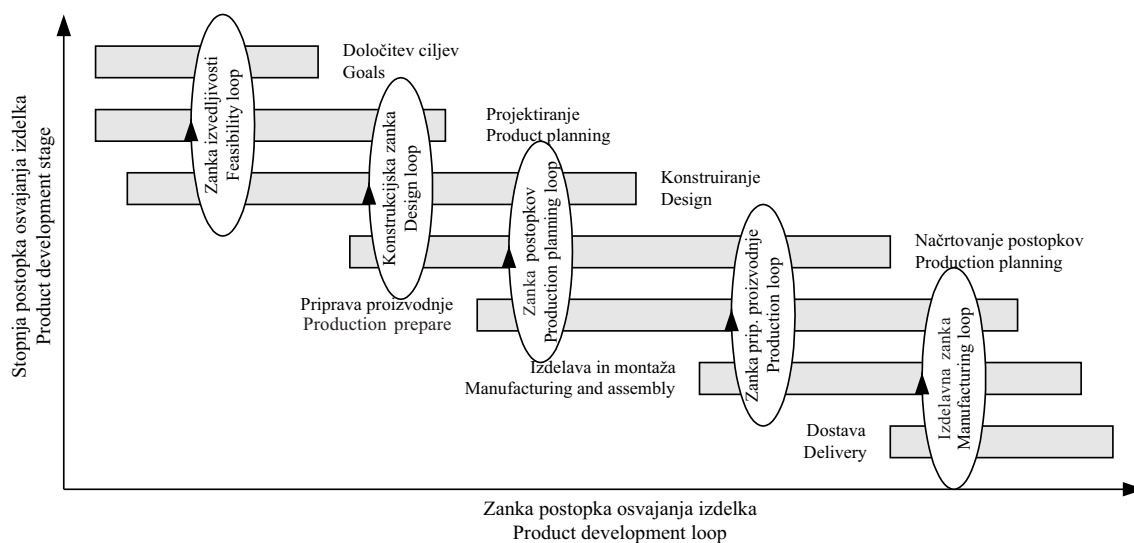 Stopnja postopka osvajanja izdelka
Product development stage
Določitev ciljev
Goals
Zanka izvedljivosti
Feasibility loop
Projektiranje
Product planning
Konstrukcijska zanka
Design loop
Konstruiranje
Design
Zanka postopkov
Production planning loop
Načrtovanje postopkov
Production planning
Priprava proizvodnje
Production prepare
Zanka prip. proizvodnje
Production loop
Izdelava in montaža
Manufacturing and assembly
Izdelavna zanka
Manufacturing loop
Dostava
Delivery
Zanka postopka osvajanja izdelka
Product development loop